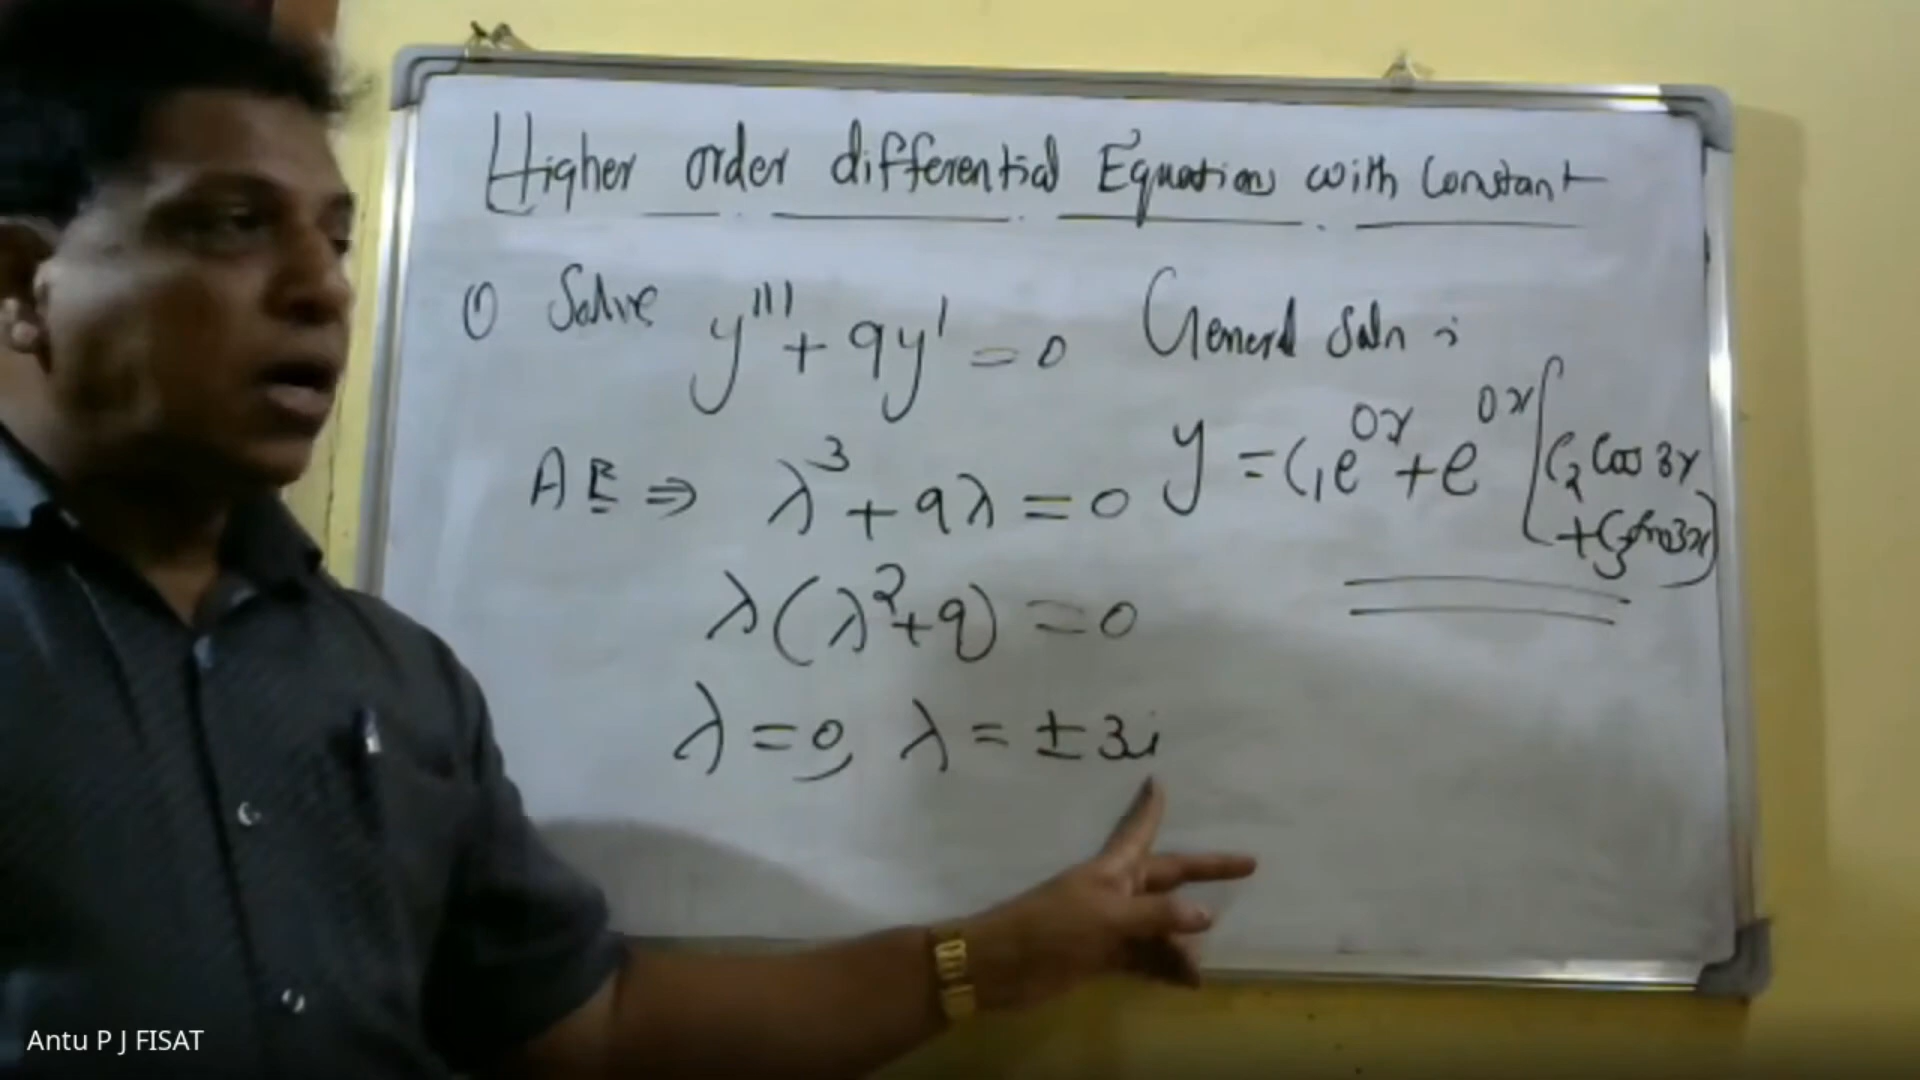 Higher order differential Equations with Constant
① Solve y''' + 9y' = 0
AE ⇒ λ³ + 9λ = 0
λ(λ² + 9) = 0
λ = 0, λ = ± 3i
General Soln is
y = C₁e⁰ˣ + e⁰ˣ [C₂ Cos 3x
+ C₃ Sin 3x]
Antu P J FISAT